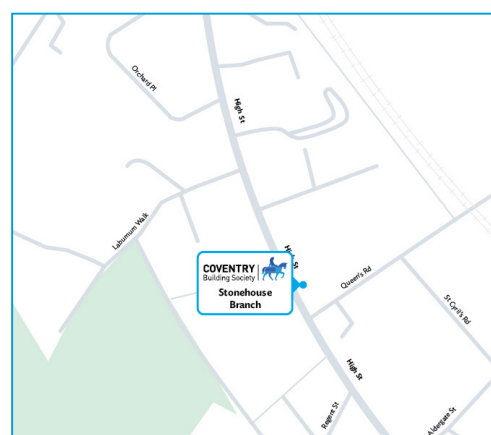 Orchard Pl
High St
Laburnum Walk
High St
COVENTRY
Building Society
Stonehouse
Branch
Queen's Rd
St Cyril's Rd
High St
Regent St
Aldergate St